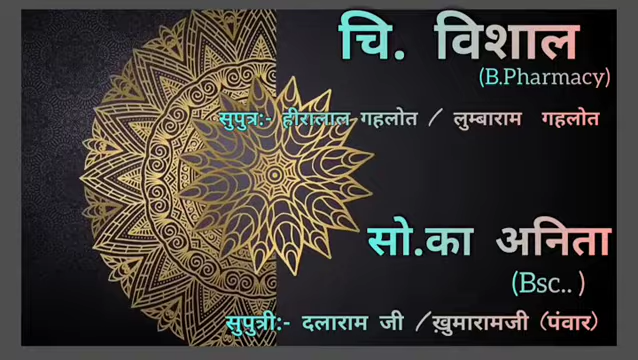 चि. विशाल
(B.Pharmacy)
सुपुत्र:- हीरालाल गहलोत / लुम्बाराम गहलोत
सो.का अनिता
(Bsc.. )
सुपुत्री:- दलाराम जी /ख़ुमारामजी (पंवार)